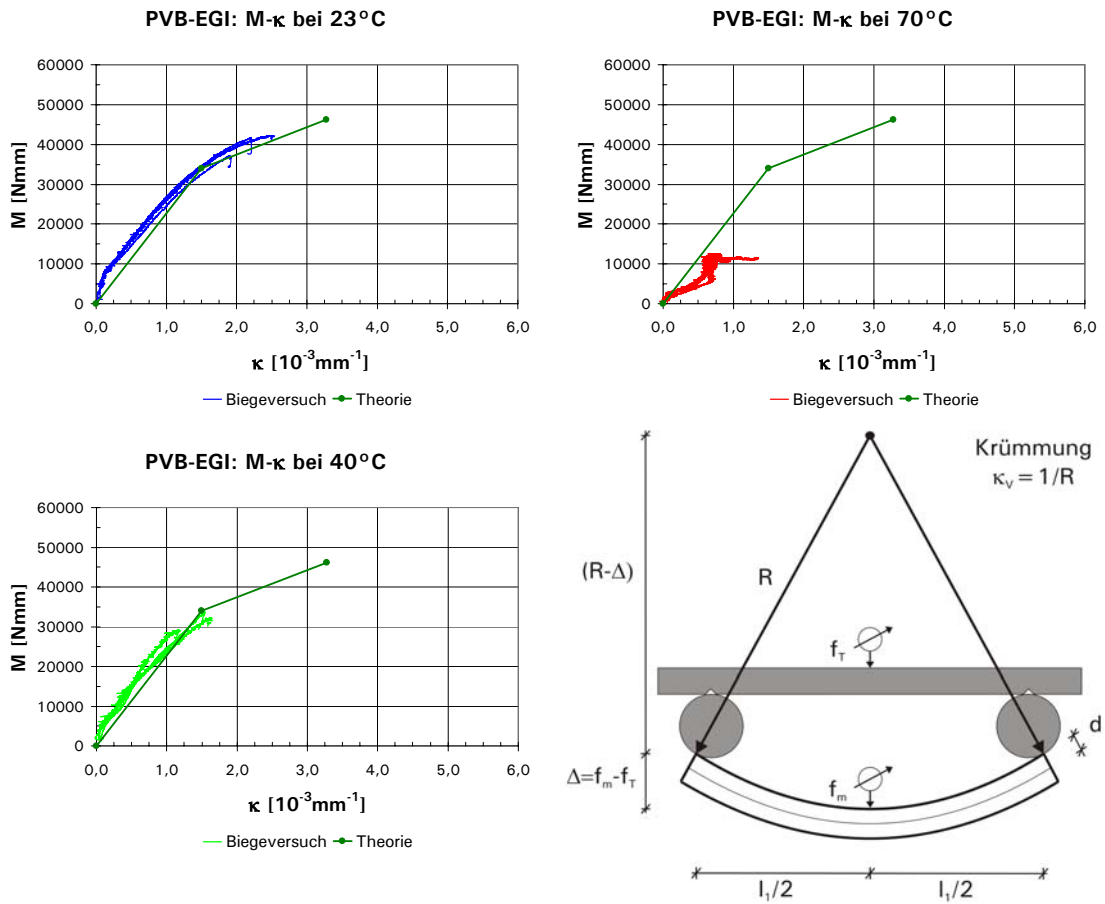 PVB-EGI: M-κ bei 23°C
60000
50000
40000
30000
20000
10000
0
M [Nmm]
0,0 1,0 2,0 3,0 4,0 5,0 6,0
κ [10⁻³mm⁻¹]
Biegeversuch Theorie
PVB-EGI: M-κ bei 70°C
60000
50000
40000
30000
20000
10000
0
M [Nmm]
0,0 1,0 2,0 3,0 4,0 5,0 6,0
κ [10⁻³mm⁻¹]
Biegeversuch Theorie
PVB-EGI: M-κ bei 40°C
60000
50000
40000
30000
20000
10000
0
M [Nmm]
0,0 1,0 2,0 3,0 4,0 5,0 6,0
κ [10⁻³mm⁻¹]
Biegeversuch Theorie
Krümmung
κᵥ = 1/R
(R-Δ)
R
f_T
d
Δ=f_m-f_T
f_m
l₁/2 l₁/2